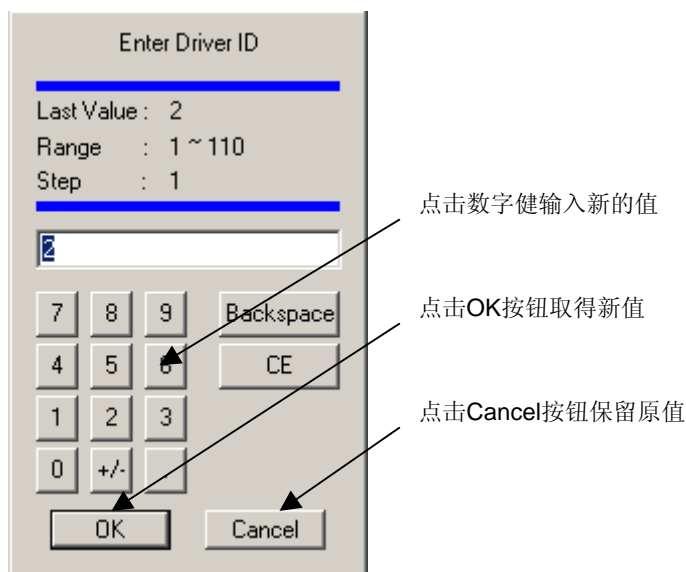 Enter Driver ID
Last Value : 2
Range : 1 ~ 110
Step : 1
2
7 8 9 Backspace
4 5 6 CE
1 2 3
0 +/- .
OK Cancel
点击数字健输入新的值
点击OK按钮取得新值
点击Cancel按钮保留原值